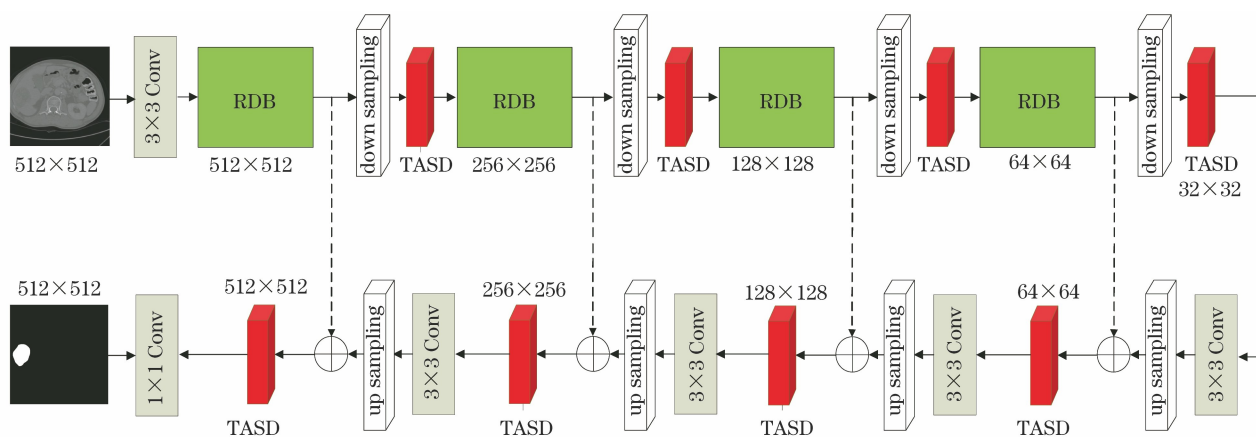 512×512
3×3 Conv
RDB
512×512
down sampling
TASD
RDB
256×256
down sampling
TASD
RDB
128×128
down sampling
TASD
RDB
64×64
down sampling
TASD
32×32
512×512
1×1 Conv
512×512
TASD
up sampling
3×3 Conv
256×256
TASD
up sampling
3×3 Conv
128×128
TASD
up sampling
3×3 Conv
64×64
TASD
up sampling
3×3 Conv